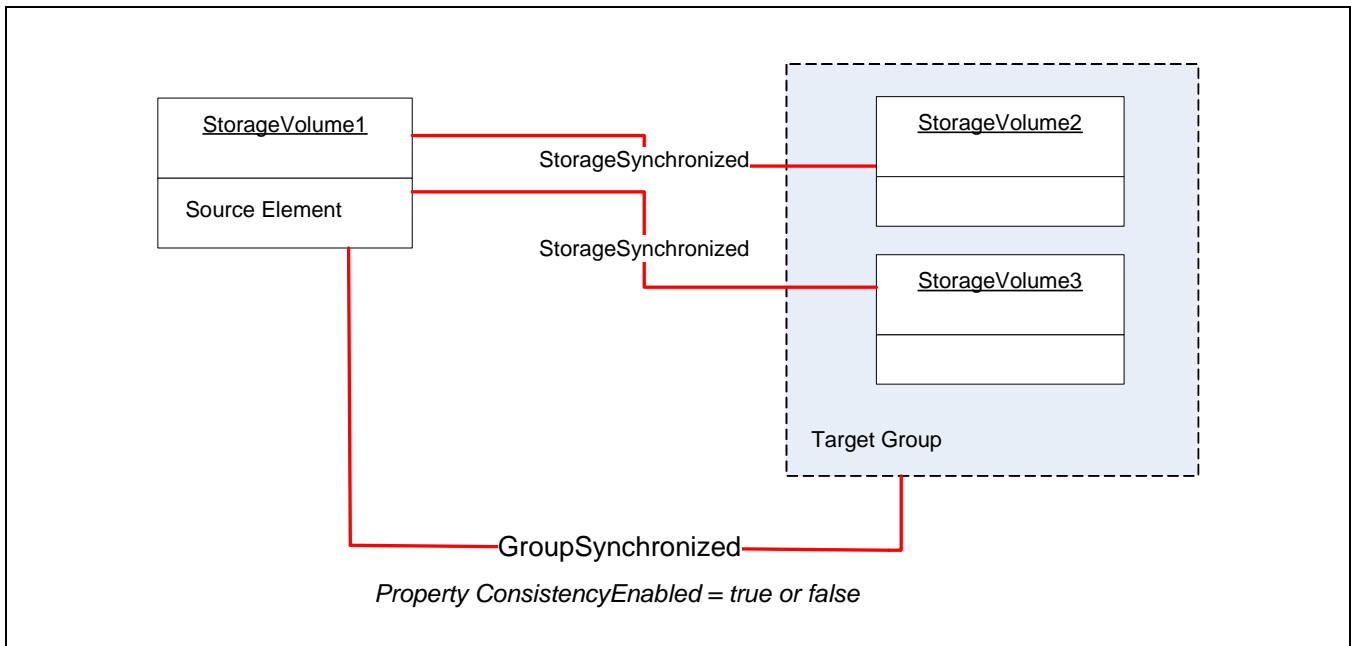 StorageVolume1
Source Element
StorageSynchronized
StorageSynchronized
StorageVolume2
StorageVolume3
Target Group
GroupSynchronized
Property ConsistencyEnabled = true or false